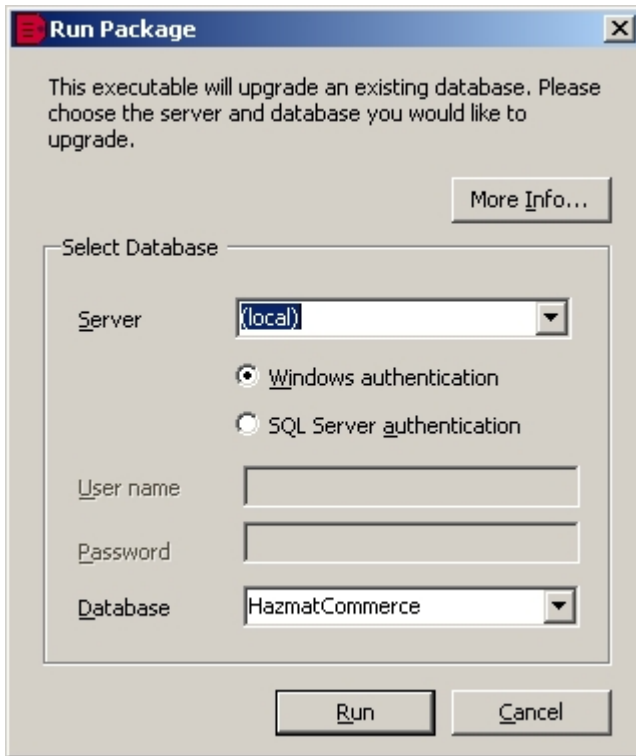 Run Package
This executable will upgrade an existing database. Please
choose the server and database you would like to
upgrade.
More Info...
Select Database
Server
(local)
Windows authentication
SQL Server authentication
User name
Password
Database
HazmatCommerce
Run
Cancel